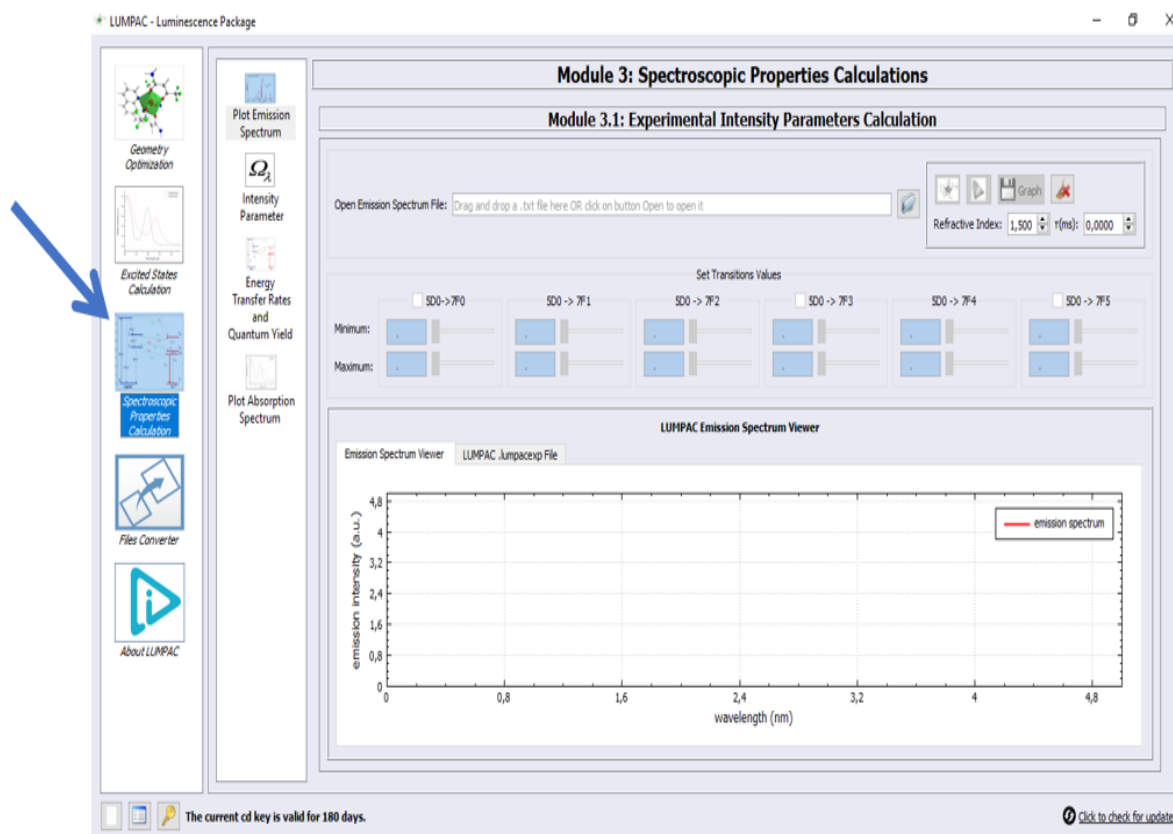 LUMPAC - Luminescence Package
Geometry
Optimization
Excited States
Calculation
Spectroscopic
Properties
Calculation
Files Converter
About LUMPAC
Plot Emission
Spectrum
Ωλ
Intensity
Parameter
Energy
Transfer Rates
and
Quantum Yield
Plot Absorption
Spectrum
Module 3: Spectroscopic Properties Calculations
Module 3.1: Experimental Intensity Parameters Calculation
Open Emission Spectrum File: Drag and drop a .txt file here OR click on button Open to open it
Graph
Refractive Index: 1,500 τ(ms): 0,0000
Set Transitions Values
5D0->7F0 5D0 -> 7F1 5D0 -> 7F2 5D0 -> 7F3 5D0 -> 7F4 5D0 -> 7F5
Minimum: , , , , , ,
Maximum: , , , , , ,
LUMPAC Emission Spectrum Viewer
Emission Spectrum Viewer LUMPAC .lumpacexp File
emission intensity (a.u.)
4,8
4
3,2
2,4
1,6
0,8
0
emission spectrum
0 0,8 1,6 2,4 3,2 4 4,8
wavelength (nm)
The current cd key is valid for 180 days.
Click to check for update